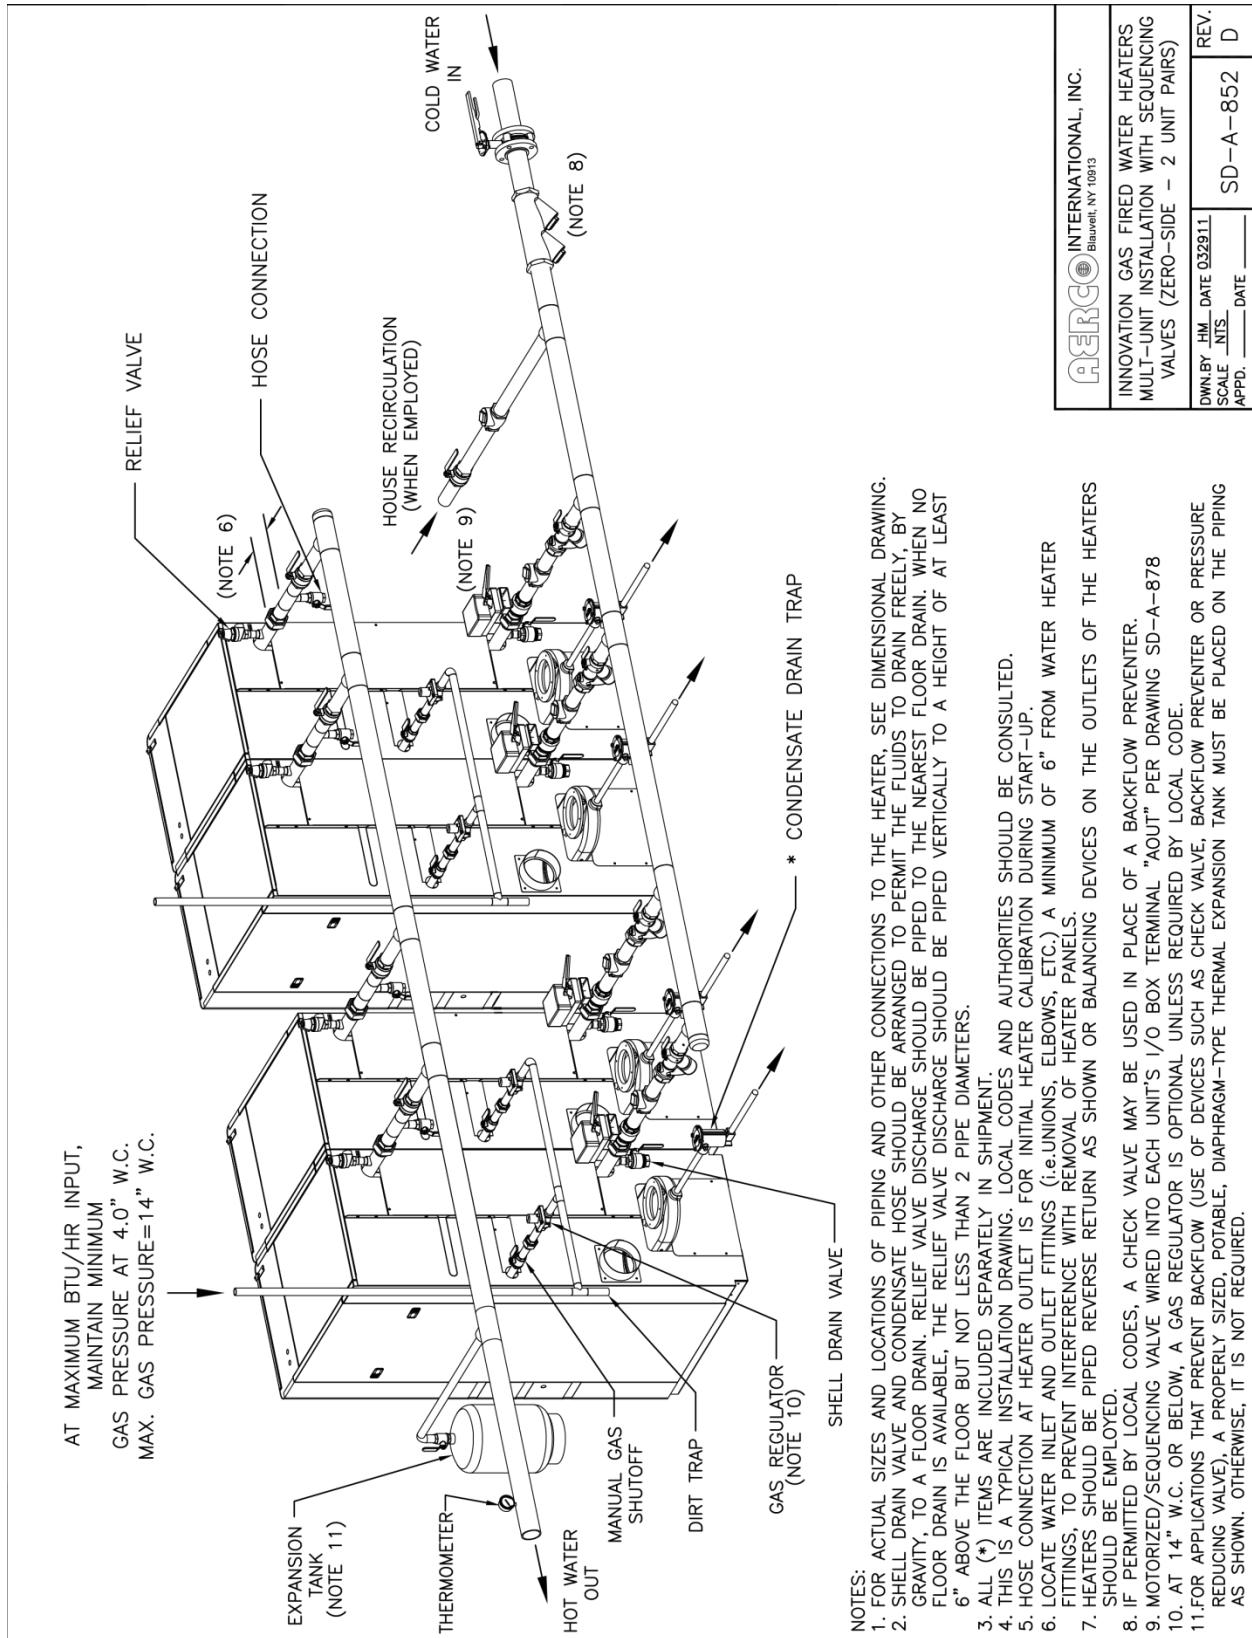 AT MAXIMUM BTU/HR INPUT,
MAINTAIN MINIMUM
GAS PRESSURE AT 4.0" W.C.
MAX. GAS PRESSURE=14" W.C.
RELIEF VALVE
(NOTE 6)
HOSE CONNECTION
HOUSE RECIRCULATION
(WHEN EMPLOYED)
COLD WATER
IN
(NOTE 9)
(NOTE 8)
EXPANSION
TANK
(NOTE 11)
THERMOMETER
HOT WATER
OUT
MANUAL GAS
SHUTOFF
DIRT TRAP
GAS REGULATOR
(NOTE 10)
SHELL DRAIN VALVE
* CONDENSATE DRAIN TRAP
NOTES:
1. FOR ACTUAL SIZES AND LOCATIONS OF PIPING AND OTHER CONNECTIONS TO THE HEATER, SEE DIMENSIONAL DRAWING.
2. SHELL DRAIN VALVE AND CONDENSATE HOSE SHOULD BE ARRANGED TO PERMIT THE FLUIDS TO DRAIN FREELY, BY
GRAVITY, TO A FLOOR DRAIN. RELIEF VALVE DISCHARGE SHOULD BE PIPED TO THE NEAREST FLOOR DRAIN. WHEN NO
FLOOR DRAIN IS AVAILABLE, THE RELIEF VALVE DISCHARGE SHOULD BE PIPED VERTICALLY TO A HEIGHT OF AT LEAST
6" ABOVE THE FLOOR BUT NOT LESS THAN 2 PIPE DIAMETERS.
3. ALL (*) ITEMS ARE INCLUDED SEPARATELY IN SHIPMENT.
4. THIS IS A TYPICAL INSTALLATION DRAWING. LOCAL CODES AND AUTHORITIES SHOULD BE CONSULTED.
5. HOSE CONNECTION AT HEATER OUTLET IS FOR INITIAL HEATER CALIBRATION DURING START-UP.
6. LOCATE WATER INLET AND OUTLET FITTINGS (i.e.UNIONS, ELBOWS, ETC.) A MINIMUM OF 6" FROM WATER HEATER
FITTINGS, TO PREVENT INTERFERENCE WITH REMOVAL OF HEATER PANELS.
7. HEATERS SHOULD BE PIPED REVERSE RETURN AS SHOWN OR BALANCING DEVICES ON THE OUTLETS OF THE HEATERS
SHOULD BE EMPLOYED.
8. IF PERMITTED BY LOCAL CODES, A CHECK VALVE MAY BE USED IN PLACE OF A BACKFLOW PREVENTER.
9. MOTORIZED/SEQUENCING VALVE WIRED INTO EACH UNIT'S I/O BOX TERMINAL "AOUT" PER DRAWING SD-A-878
10. AT 14" W.C. OR BELOW, A GAS REGULATOR IS OPTIONAL UNLESS REQUIRED BY LOCAL CODE.
11.FOR APPLICATIONS THAT PREVENT BACKFLOW (USE OF DEVICES SUCH AS CHECK VALVE, BACKFLOW PREVENTER OR PRESSURE
REDUCING VALVE), A PROPERLY SIZED, POTABLE, DIAPHRAGM-TYPE THERMAL EXPANSION TANK MUST BE PLACED ON THE PIPING
AS SHOWN. OTHERWISE, IT IS NOT REQUIRED.
AERCO INTERNATIONAL, INC.
Blauvelt, NY 10913
INNOVATION GAS FIRED WATER HEATERS
MULT-UNIT INSTALLATION WITH SEQUENCING
VALVES (ZERO-SIDE - 2 UNIT PAIRS)
DWN.BY HM DATE 032911
SCALE NTS
APPD. DATE
SD-A-852
REV.
D